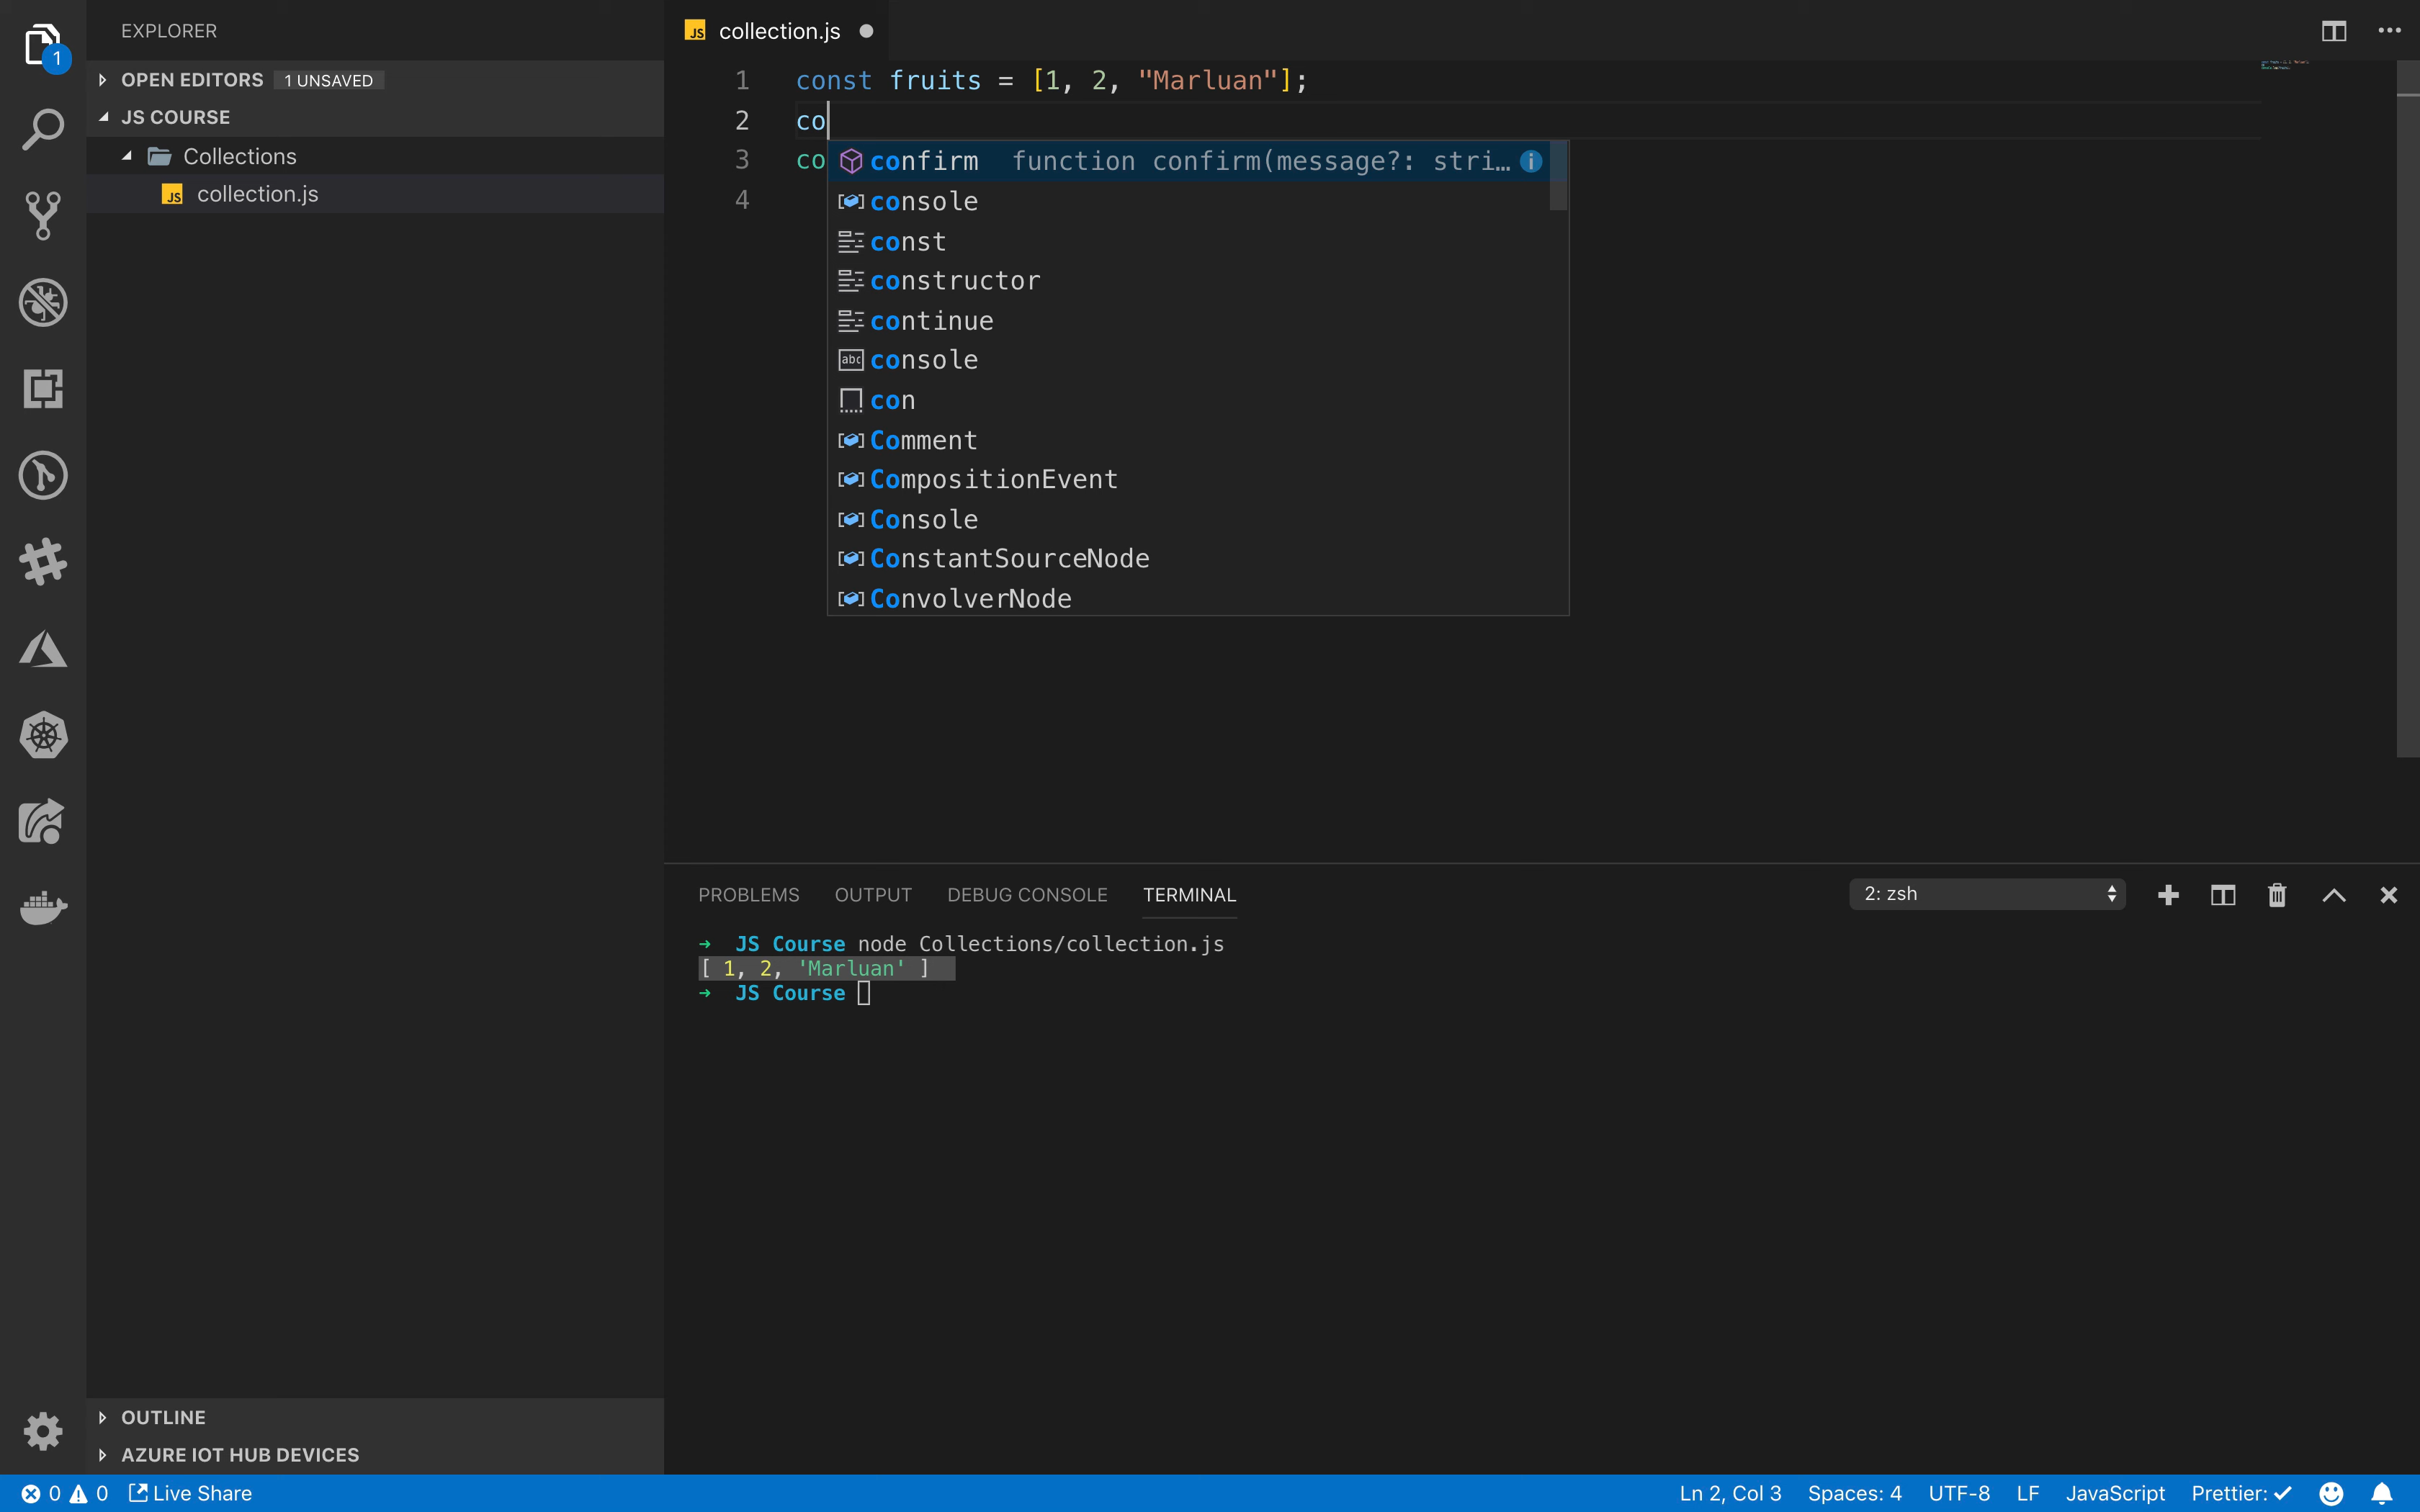 EXPLORER
1
OPEN EDITORS 1 UNSAVED
JS COURSE
Collections
JS collection.js
JS collection.js
1 const fruits = [1, 2, "Marluan"];
2 co
3 co
4
confirm function confirm(message?: stri…
console
const
constructor
continue
abc console
con
Comment
CompositionEvent
Console
ConstantSourceNode
ConvolverNode
PROBLEMS OUTPUT DEBUG CONSOLE TERMINAL 2: zsh
➜ JS Course node Collections/collection.js
[ 1, 2, 'Marluan' ]
➜ JS Course
OUTLINE
AZURE IOT HUB DEVICES
0 0 Live Share Ln 2, Col 3 Spaces: 4 UTF-8 LF JavaScript Prettier: ✓